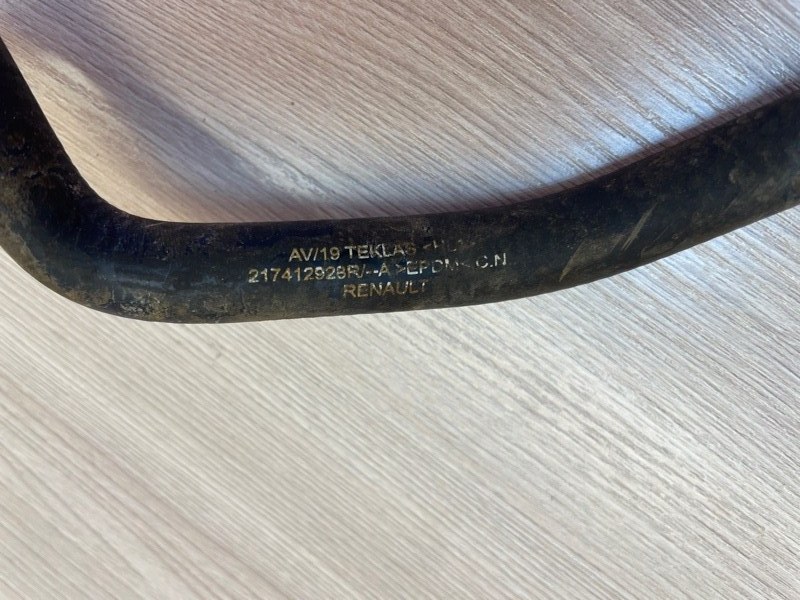 AV/19 TEKLAS
217412928R/--A >EPDM< C.N
RENAULT